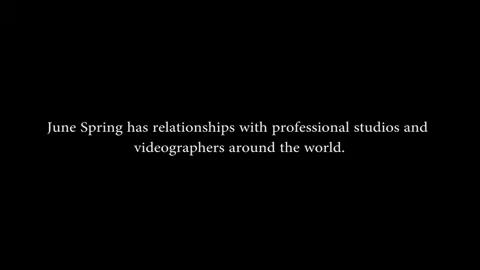 June Spring has relationships with professional studios and
videographers around the world.